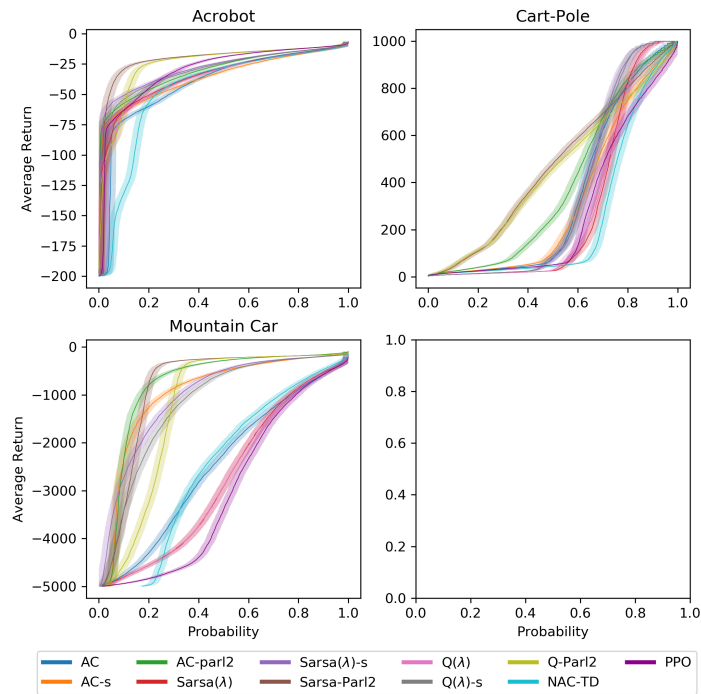 Acrobot
Cart-Pole
0
−25
−50
−75
−100
−125
−150
−175
−200
Average Return
0.0 0.2 0.4 0.6 0.8 1.0
1000
800
600
400
200
0
0.0 0.2 0.4 0.6 0.8 1.0
Mountain Car
0
−1000
−2000
−3000
−4000
−5000
Average Return
0.0 0.2 0.4 0.6 0.8 1.0
Probability
1.0
0.8
0.6
0.4
0.2
0.0
0.0 0.2 0.4 0.6 0.8 1.0
Probability
AC AC-parl2 Sarsa(λ)-s Q(λ) Q-Parl2 PPO
AC-s Sarsa(λ) Sarsa-Parl2 Q(λ)-s NAC-TD